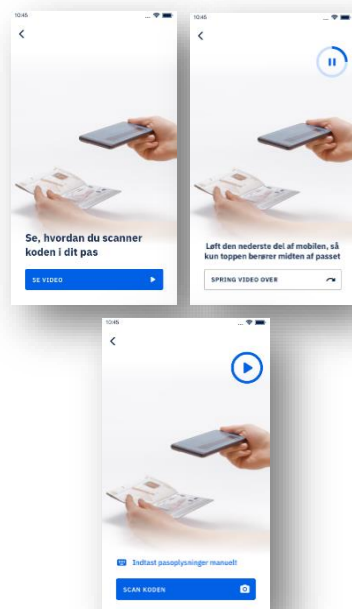 10:45
...
Se, hvordan du scanner
koden i dit pas
SE VIDEO
10:45
...
Løft den nederste del af mobilen, så
kun toppen berører midten af passet
SPRING VIDEO OVER
10:45
...
Indtast pasoplysninger manuelt
SCAN KODEN